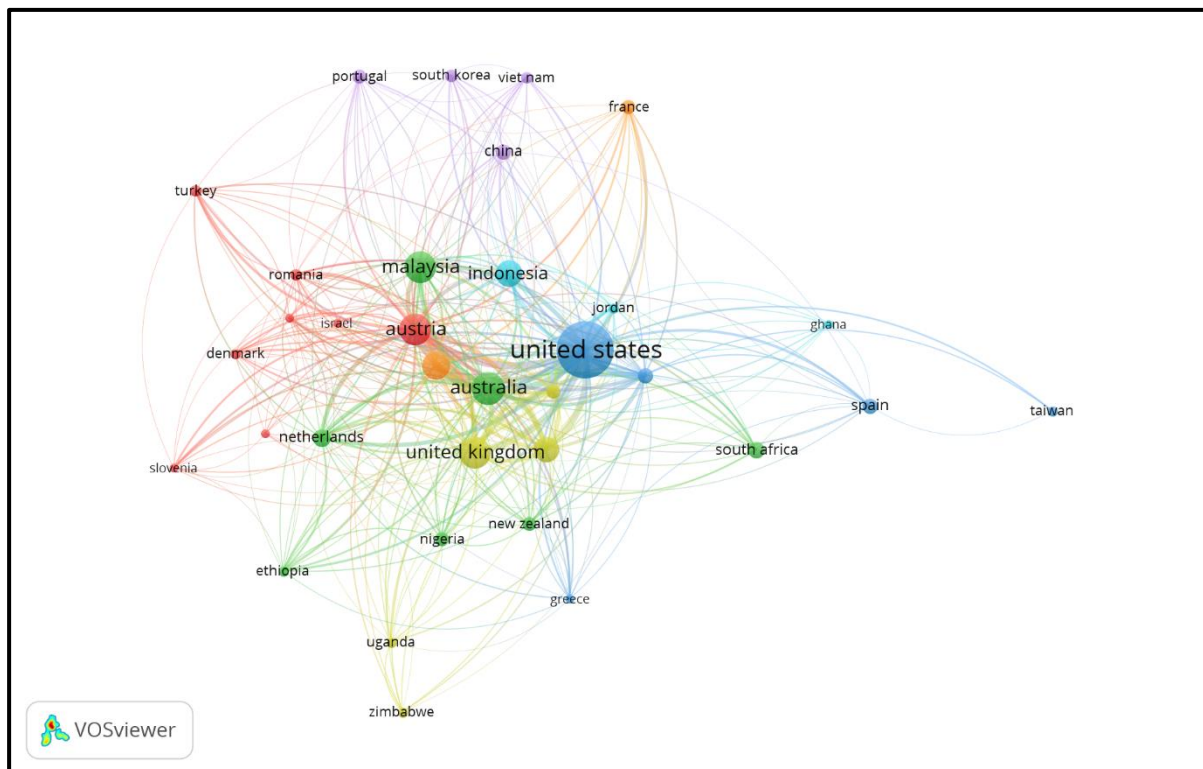 portugal
south korea
viet nam
france
china
turkey
malaysia
indonesia
romania
jordan
israel
austria
ghana
denmark
united states
australia
spain
taiwan
netherlands
united kingdom
south africa
slovenia
new zealand
nigeria
ethiopia
greece
uganda
zimbabwe
VOSviewer